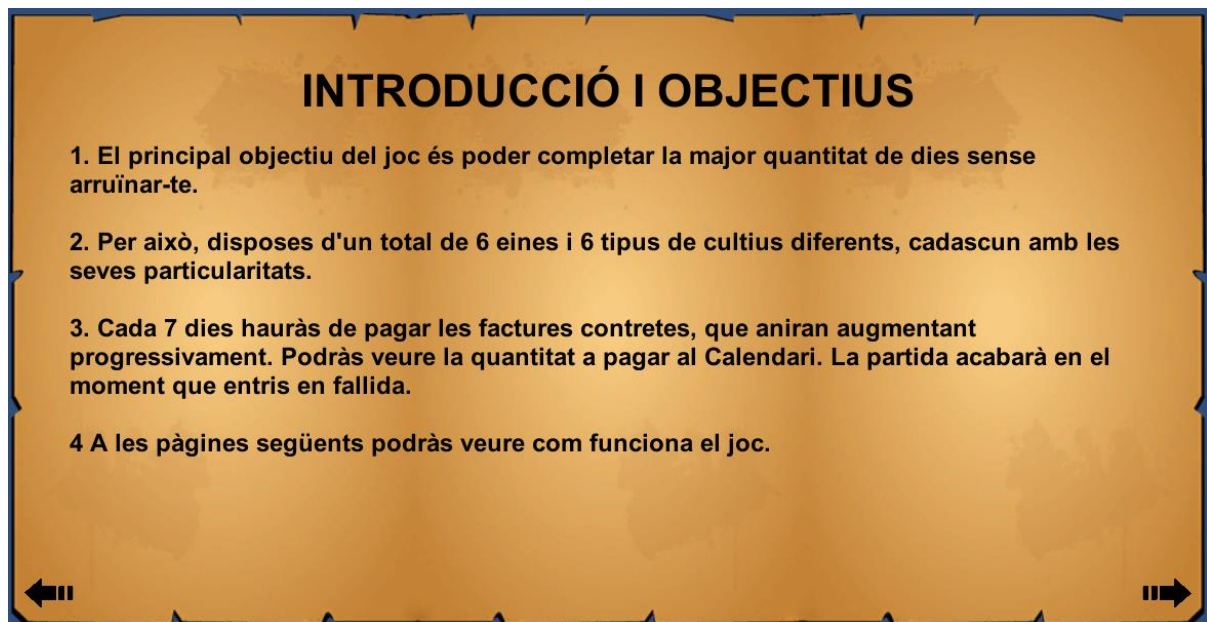 INTRODUCCIÓ I OBJECTIUS
1. El principal objectiu del joc és poder completar la major quantitat de dies sense
arruïnar-te.
2. Per això, disposes d'un total de 6 eines i 6 tipus de cultius diferents, cadascun amb les
seves particularitats.
3. Cada 7 dies hauràs de pagar les factures contretes, que aniran augmentant
progressivament. Podràs veure la quantitat a pagar al Calendari. La partida acabarà en el
moment que entris en fallida.
4 A les pàgines següents podràs veure com funciona el joc.